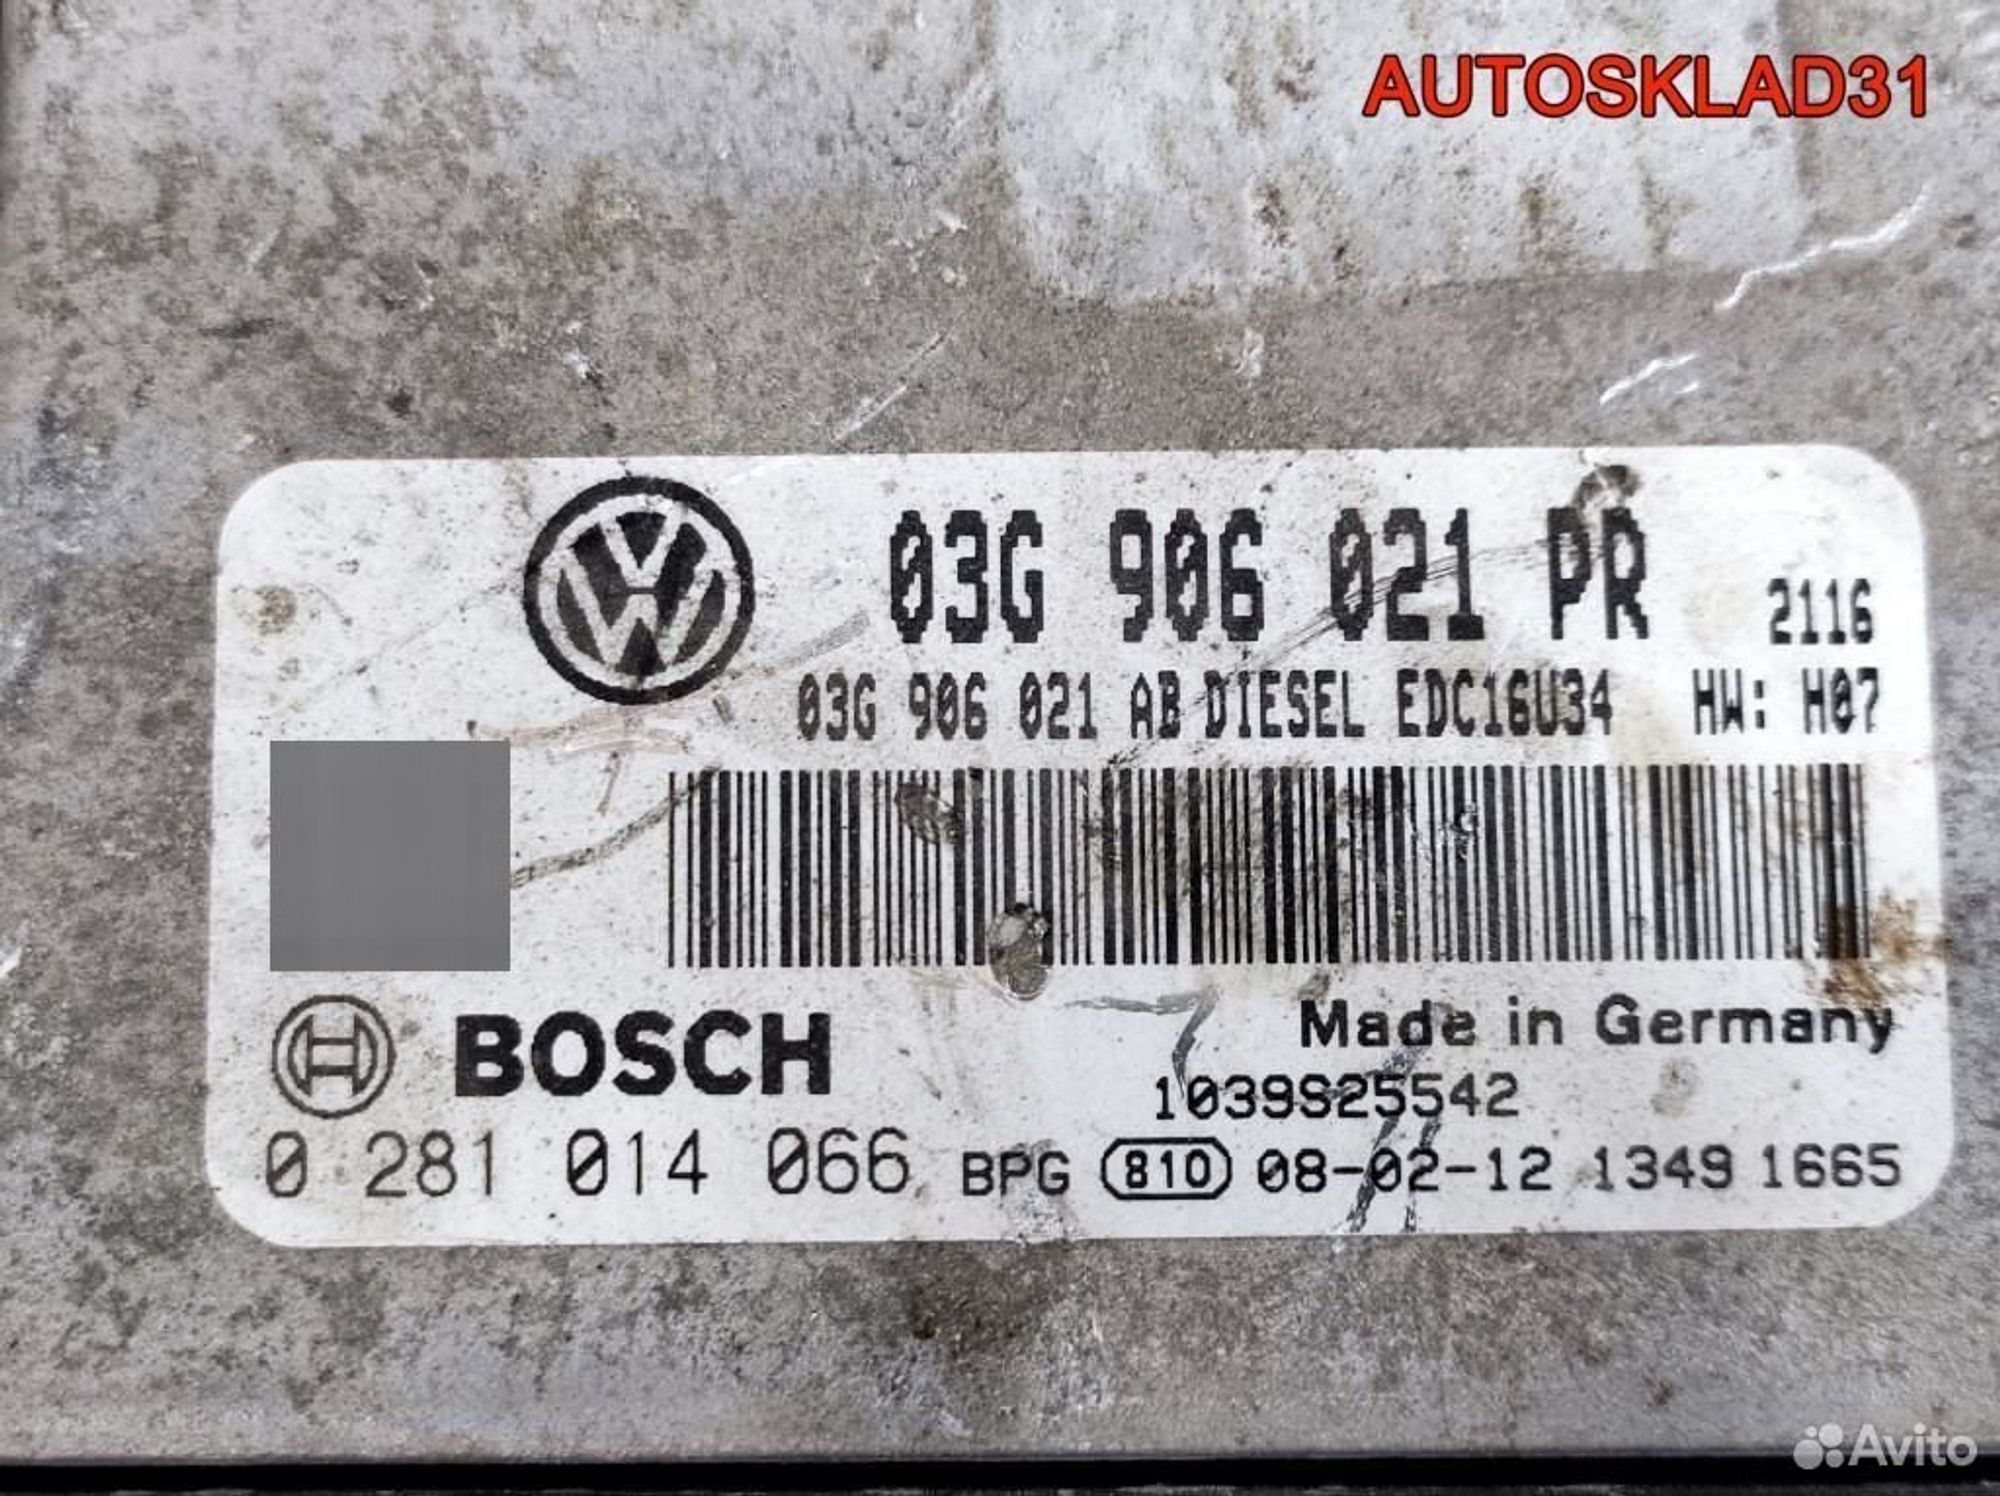 AUTOSKLAD31
03G 906 021 PR 2116
03G 906 021 AB DIESEL EDC16U34 HW: H07
BOSCH
Made in Germany
1039S25542
0 281 014 066 BPG 810 08-02-12 1349 1665
Avito